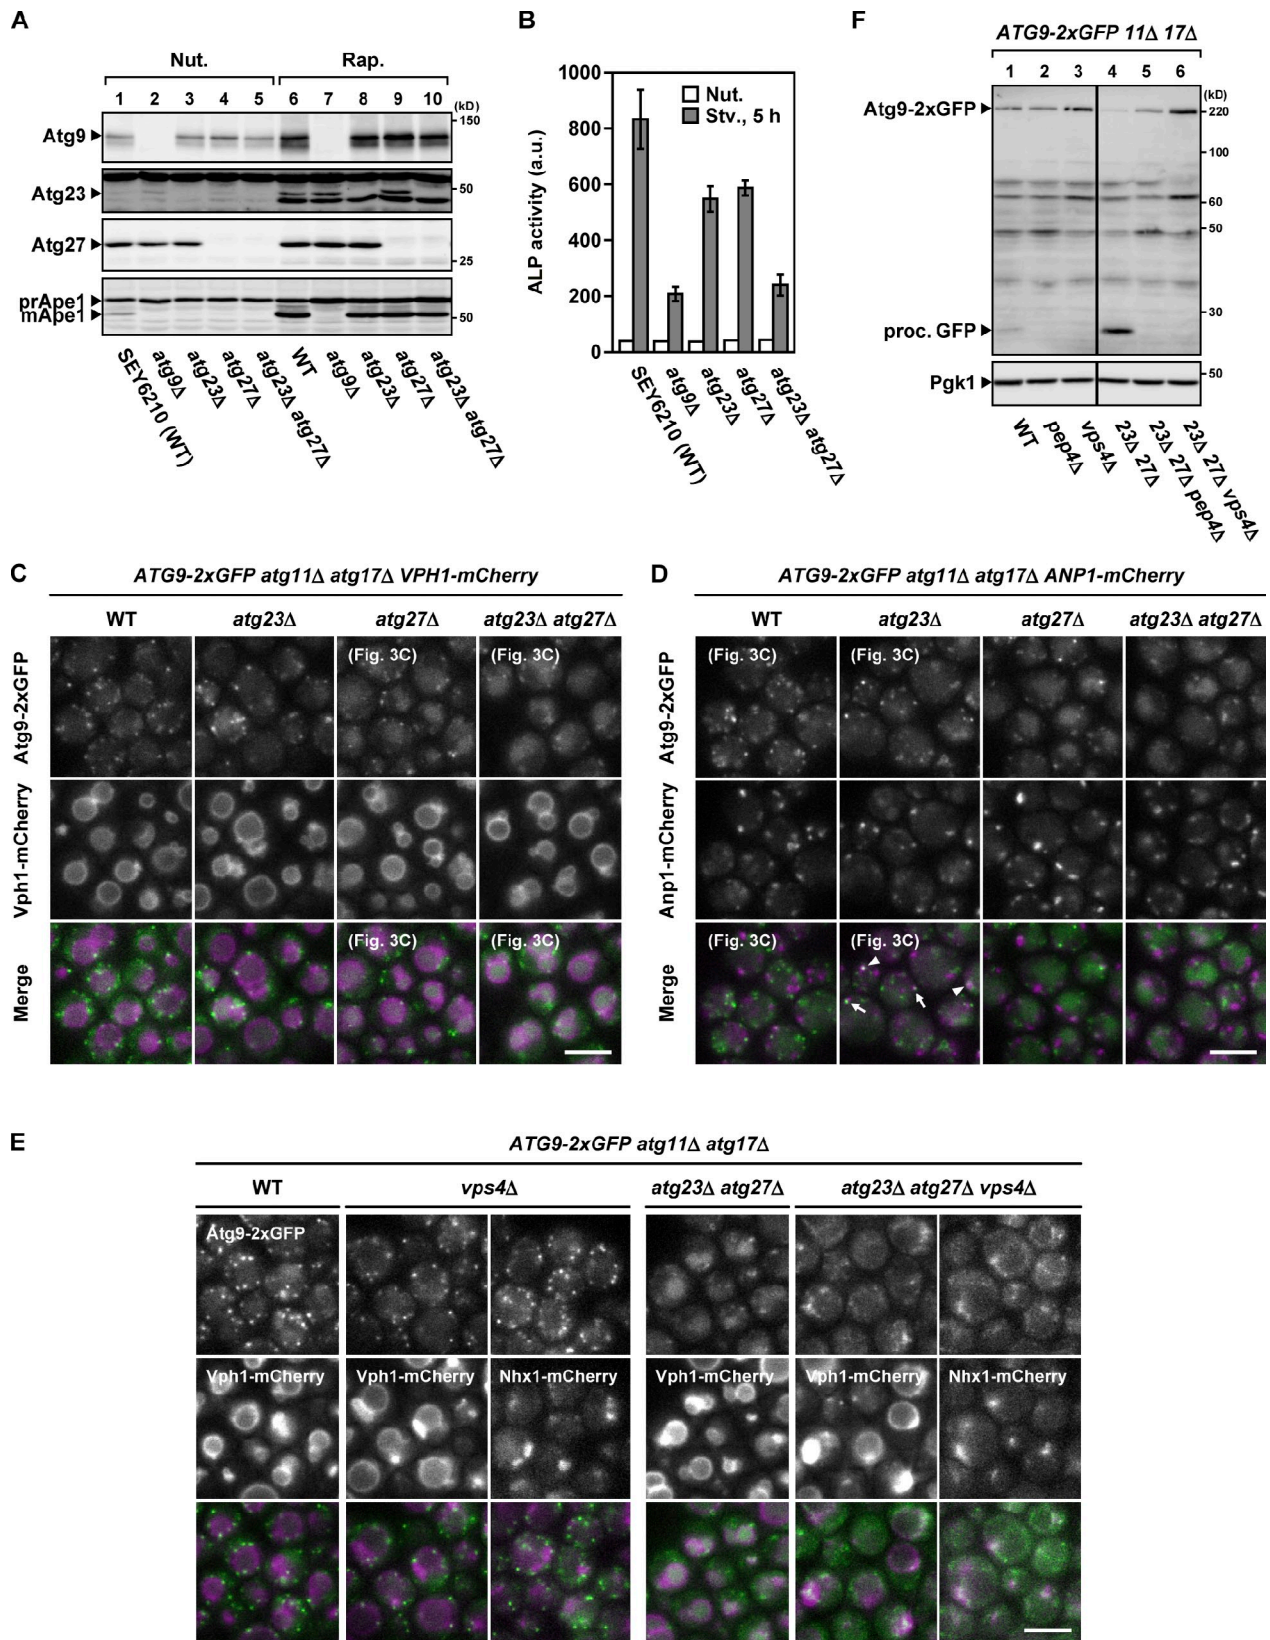 A
Nut. Rap.
1 2 3 4 5 6 7 8 9 10 (kD)
Atg9 150
Atg23 50
Atg27 25
prApe1
mApe1 50
SEY6210 (WT) atg9Δ atg23Δ atg27Δ atg23Δ atg27Δ WT atg9Δ atg23Δ atg27Δ atg23Δ atg27Δ
B
ALP activity (a.u.)
1000
800
600
400
200
0
Nut.
Stv., 5 h
SEY6210 (WT) atg9Δ atg23Δ atg27Δ atg23Δ atg27Δ
F
ATG9-2xGFP 11Δ 17Δ
1 2 3 4 5 6
(kD)
Atg9-2xGFP 220
100
60
50
30
proc. GFP
50
Pgk1
WT pep4Δ vps4Δ 23Δ 27Δ 23Δ 27Δ pep4Δ 23Δ 27Δ vps4Δ
C
ATG9-2xGFP atg11Δ atg17Δ VPH1-mCherry
WT atg23Δ atg27Δ atg23Δ atg27Δ
Atg9-2xGFP
(Fig. 3C) (Fig. 3C)
Vph1-mCherry
Merge
(Fig. 3C) (Fig. 3C)
D
ATG9-2xGFP atg11Δ atg17Δ ANP1-mCherry
WT atg23Δ atg27Δ atg23Δ atg27Δ
Atg9-2xGFP
(Fig. 3C) (Fig. 3C)
Anp1-mCherry
Merge
(Fig. 3C) (Fig. 3C)
E
ATG9-2xGFP atg11Δ atg17Δ
WT vps4Δ atg23Δ atg27Δ atg23Δ atg27Δ vps4Δ
Atg9-2xGFP
Vph1-mCherry Vph1-mCherry Nhx1-mCherry Vph1-mCherry Vph1-mCherry Nhx1-mCherry